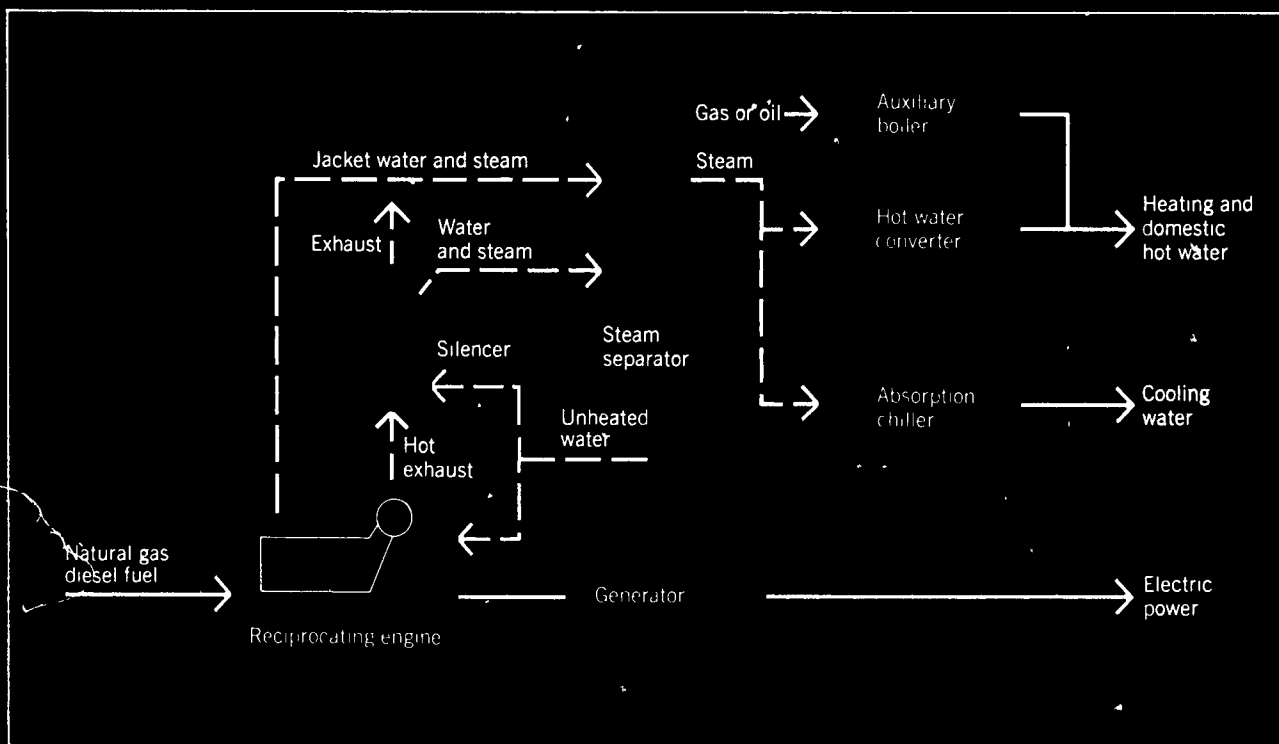 Gas or oil
Auxiliary
boiler
Jacket water and steam
Steam
Exhaust
Water
and steam
Hot water
converter
Heating and
domestic
hot water
Silencer
Steam
separator
Absorption
chiller
Cooling
water
Unheated
water
Hot
exhaust
Natural gas
diesel fuel
Generator
Electric
power
Reciprocating engine